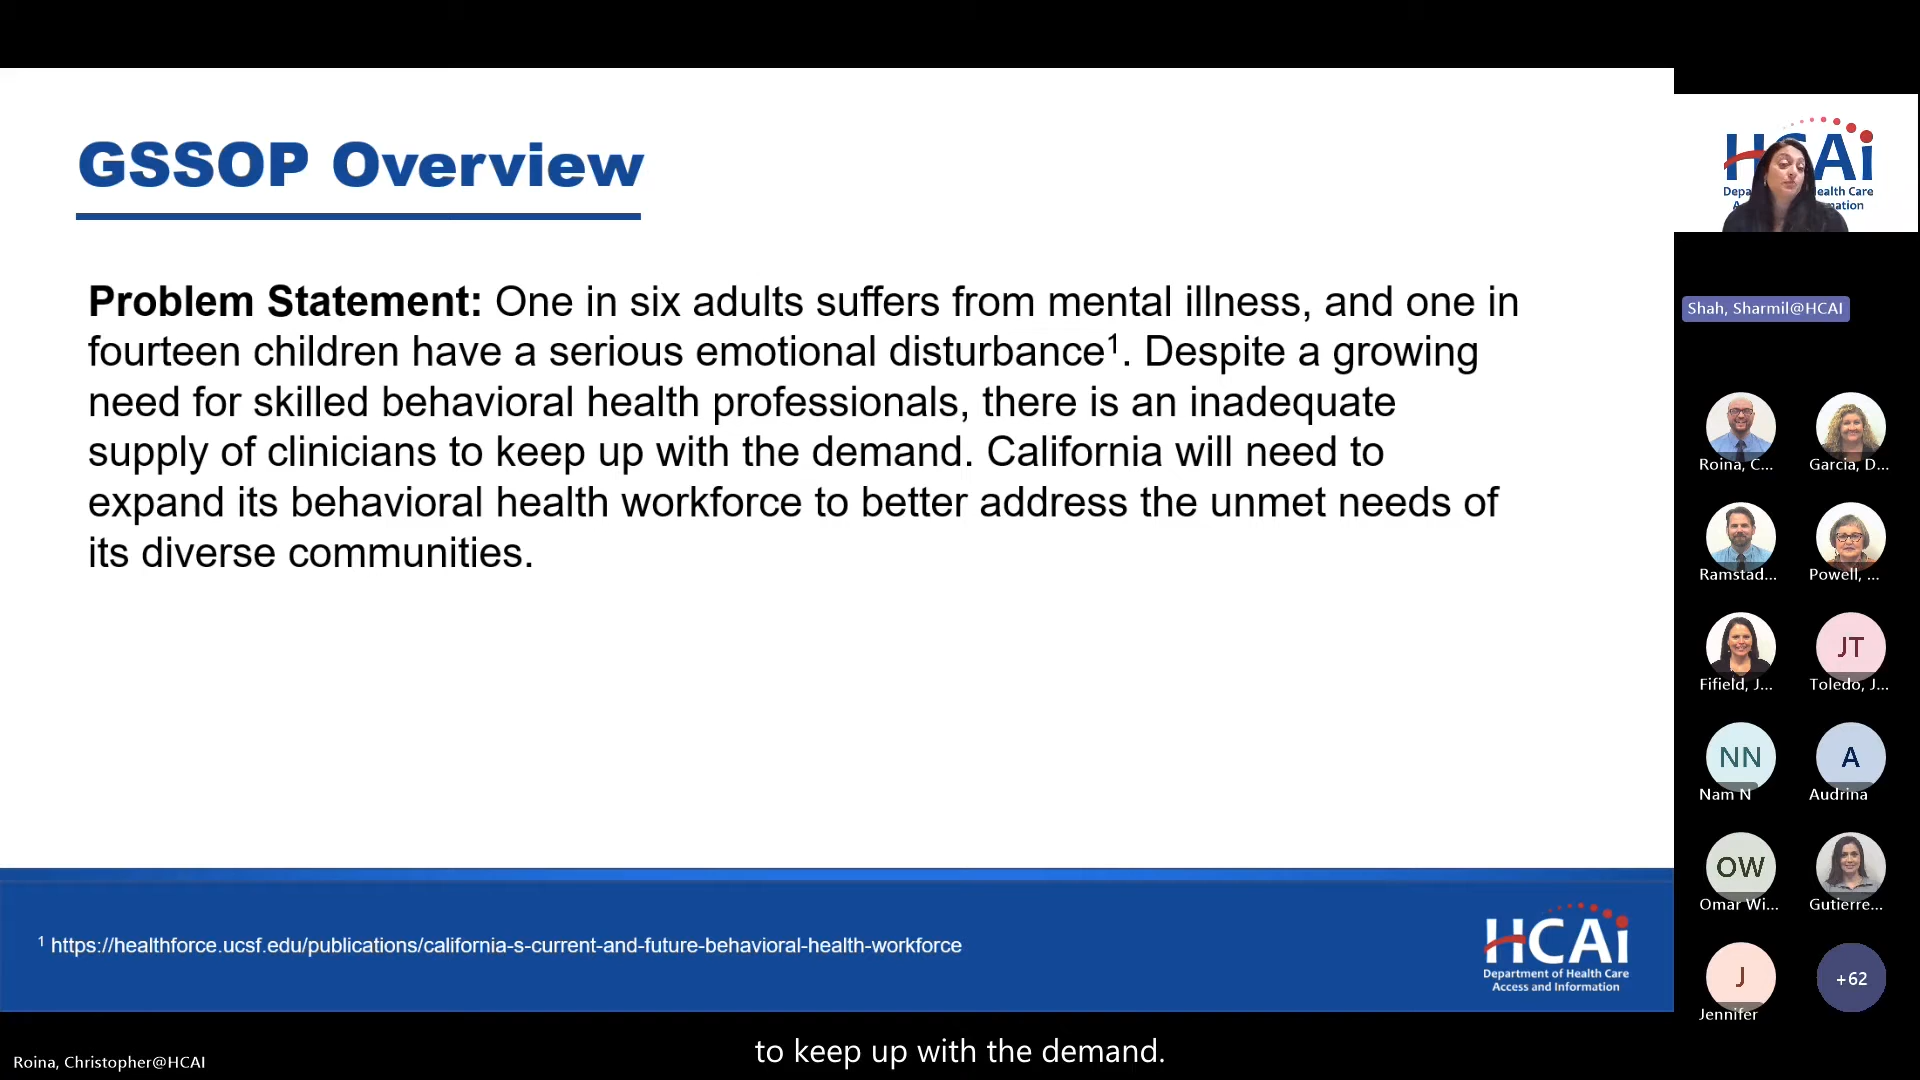 GSSOP Overview
Problem Statement: One in six adults suffers from mental illness, and one in
fourteen children have a serious emotional disturbance¹. Despite a growing
need for skilled behavioral health professionals, there is an inadequate
supply of clinicians to keep up with the demand. California will need to
expand its behavioral health workforce to better address the unmet needs of
its diverse communities.
¹ https://healthforce.ucsf.edu/publications/california-s-current-and-future-behavioral-health-workforce
HCAi
Department of Health Care
Access and Information
to keep up with the demand.
Roina, Christopher@HCAI
Shah, Sharmil@HCAI
Roina, C...
Garcia, D...
Ramstad...
Powell, ...
Fifield, J...
JT
Toledo, J...
NN
Nam N
A
Audrina
OW
Omar Wi...
Gutierre...
J
Jennifer
+62